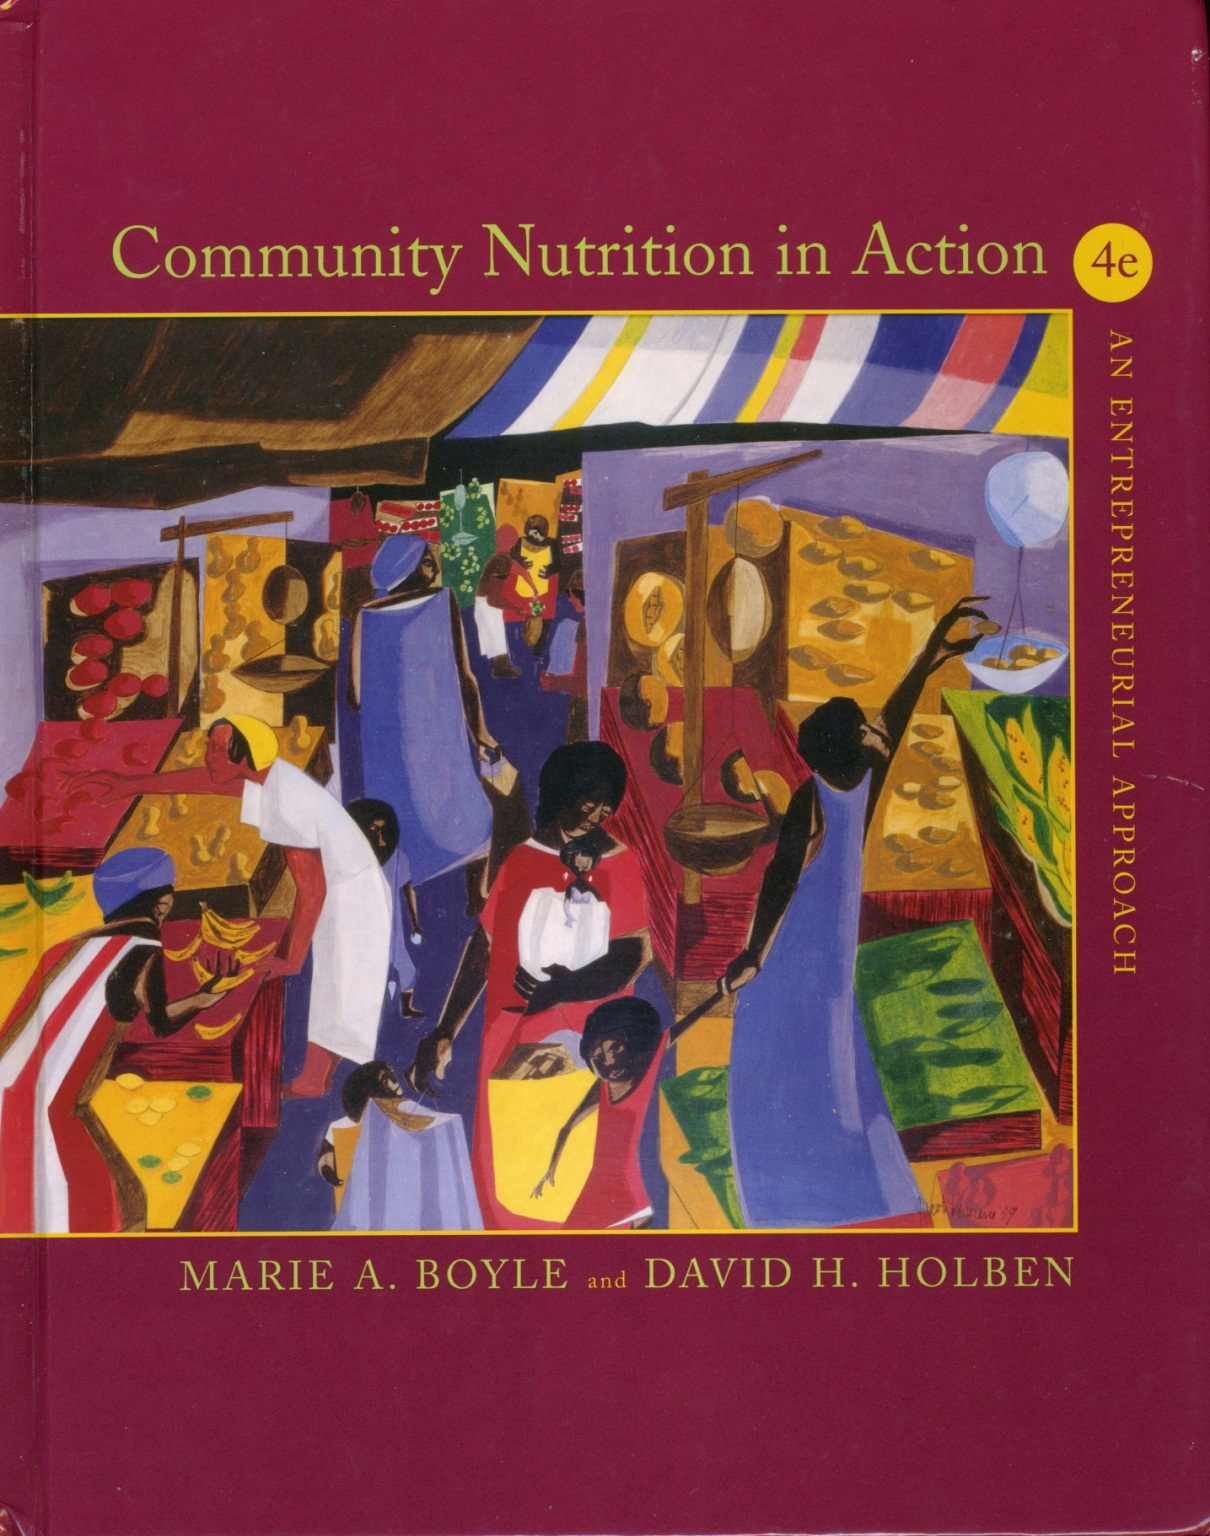 Community Nutrition in Action
4e
AN ENTREPRENEURIAL APPROACH
MARIE A. BOYLE and DAVID H. HOLBEN